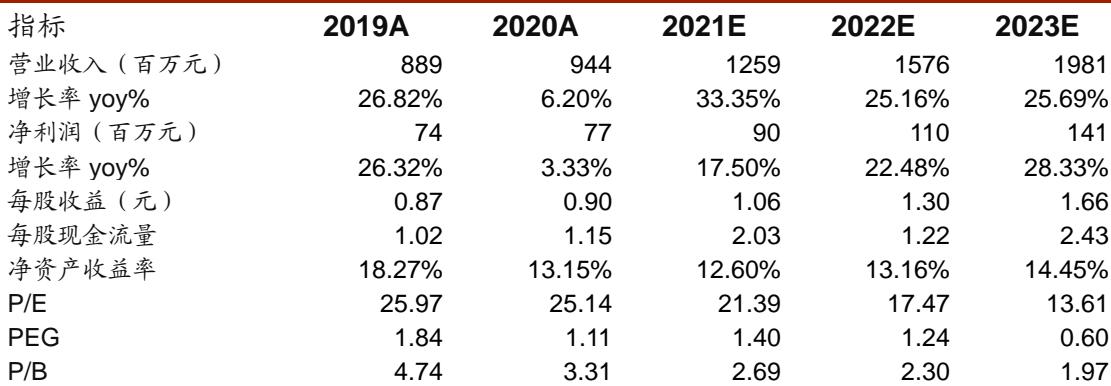 指标 2019A 2020A 2021E 2022E 2023E
营业收入（百万元） 889 944 1259 1576 1981
增长率 yoy% 26.82% 6.20% 33.35% 25.16% 25.69%
净利润（百万元） 74 77 90 110 141
增长率 yoy% 26.32% 3.33% 17.50% 22.48% 28.33%
每股收益（元） 0.87 0.90 1.06 1.30 1.66
每股现金流量 1.02 1.15 2.03 1.22 2.43
净资产收益率 18.27% 13.15% 12.60% 13.16% 14.45%
P/E 25.97 25.14 21.39 17.47 13.61
PEG 1.84 1.11 1.40 1.24 0.60
P/B 4.74 3.31 2.69 2.30 1.97